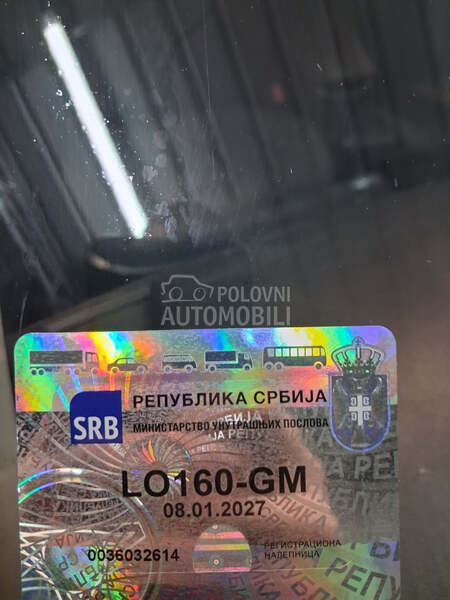 POLOVNI
AUTOMOBILI
РЕПУБЛИКА СРБИЈА
SRB
МИНИСТАРСТВО УНУТРАШЊИХ ПОСЛОВА
LO160-GM
08.01.2027
0036032614
РЕГИСТРАЦИОНА
НАЛЕПНИЦА